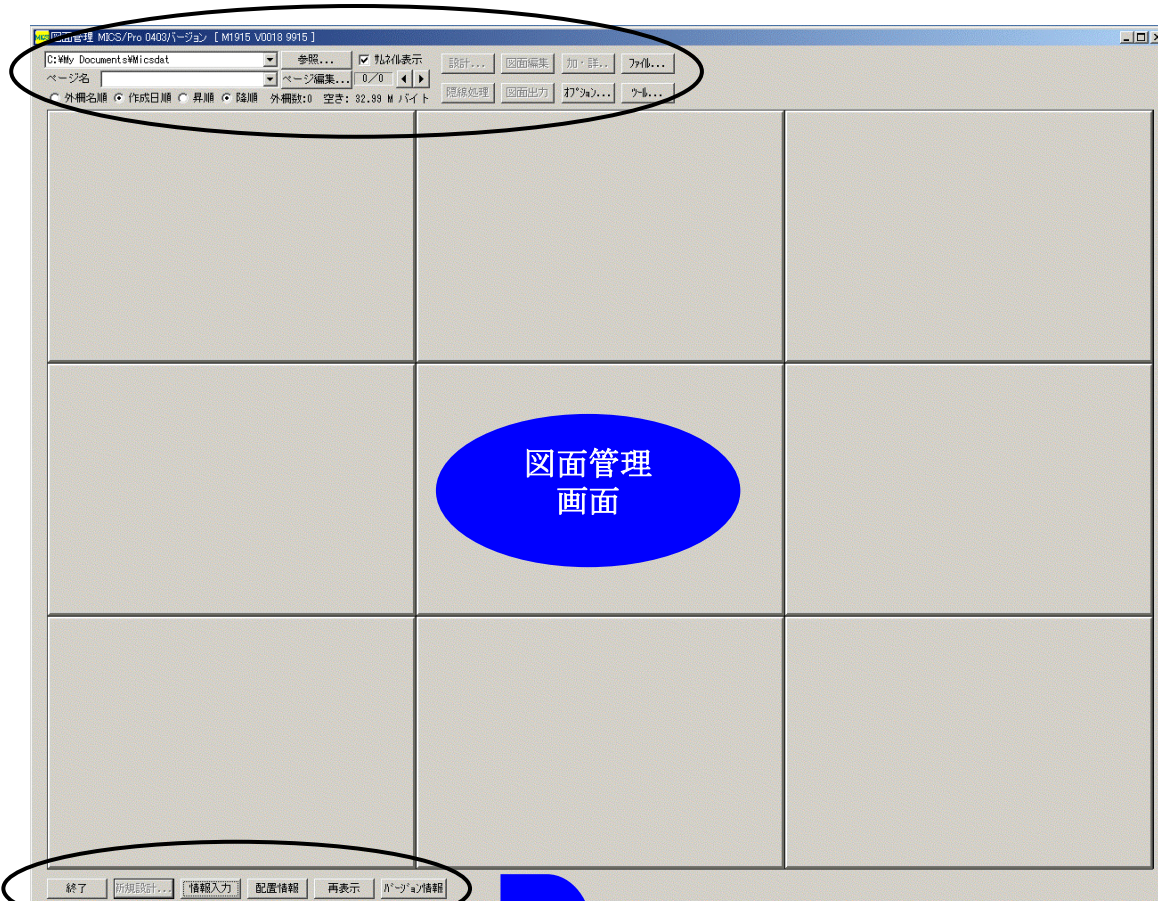 図面管理 MICS/Pro 0403バージョン [ M1915 V0018 9915 ]
C:¥My Documents¥Micsdat 参照... ｻﾑﾈｲﾙ表示 設計... 図面編集 加・詳.. ﾌｧｲﾙ...
ページ名 ページ編集... 0/0
外柵名順 作成日順 昇順 降順 外柵数:0 空き: 32.99 M バイト 隠線処理 図面出力 ｵﾌﾟｼｮﾝ... ﾂｰﾙ...
図面管理
画面
終了 新規設計... 情報入力 配置情報 再表示 ﾊﾞｰｼﾞｮﾝ情報